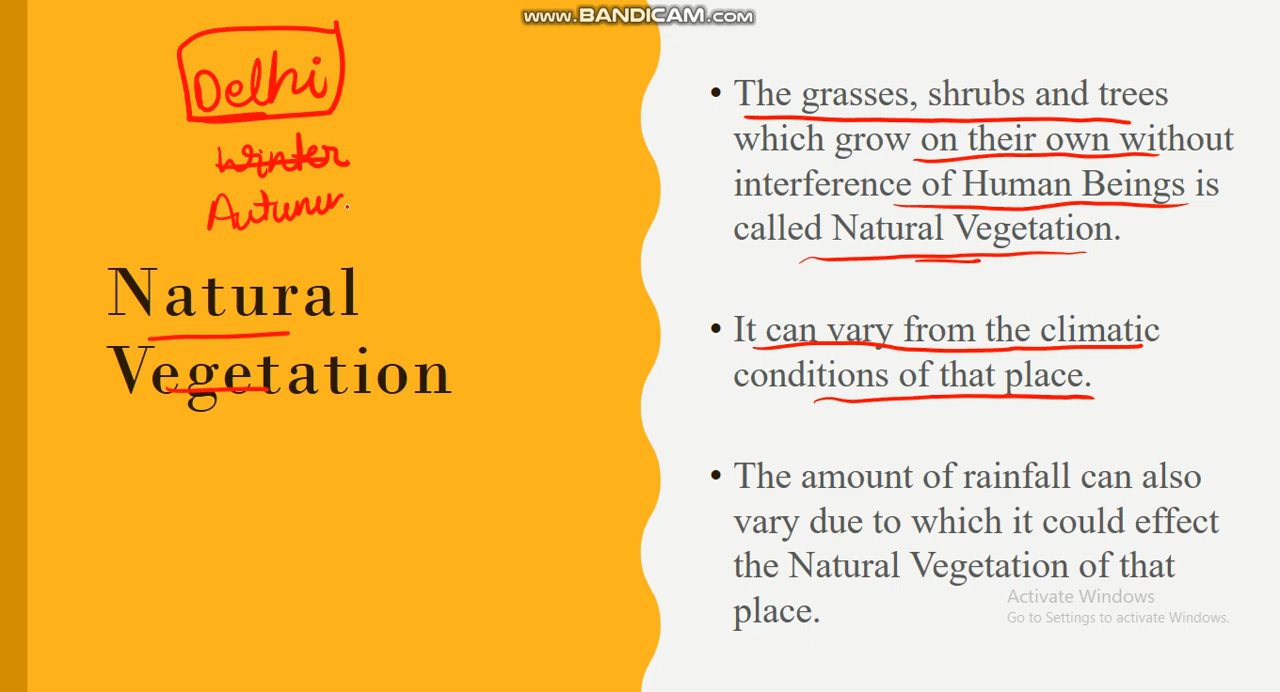 www.BANDICAM.com
Delhi
Winter
Autumn
Natural
Vegetation
• The grasses, shrubs and trees
which grow on their own without
interference of Human Beings is
called Natural Vegetation.
• It can vary from the climatic
conditions of that place.
• The amount of rainfall can also
vary due to which it could effect
the Natural Vegetation of that
place.
Activate Windows
Go to Settings to activate Windows.